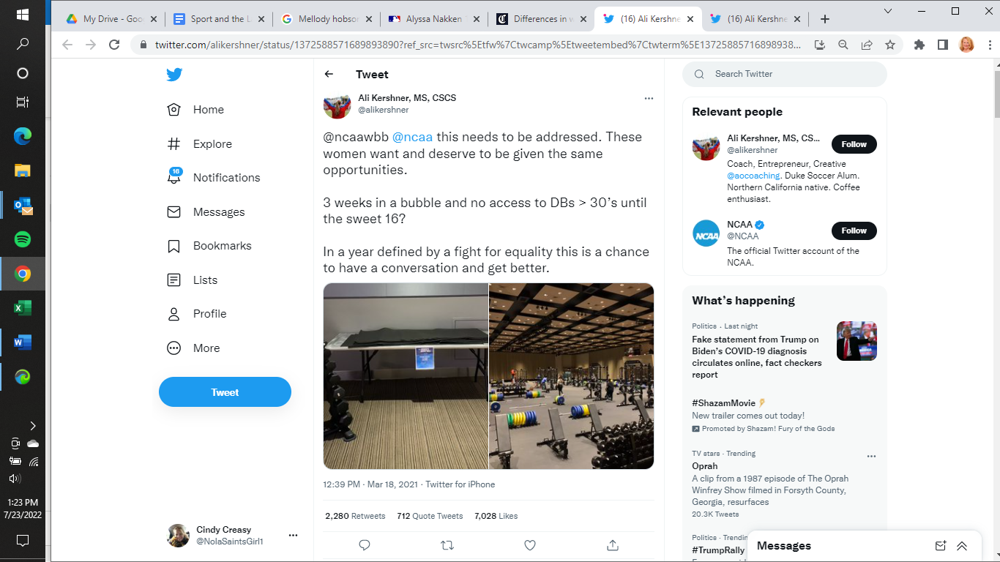 My Drive - Goo
Sport and the L
Mellody hobson
Alyssa Nakken
Differences in w
(16) Ali Kershne
(16) Ali Kershne
twitter.com/alikershner/status/1372588571689893890?ref_src=twsrc%5Etfw%7Ctwcamp%5Etweetembed%7Ctwterm%5E13725885716898938...
Home
Explore
16
Notifications
Messages
Bookmarks
Lists
Profile
More
Tweet
Cindy Creasy
@NolaSaintsGirl1
Tweet
Ali Kershner, MS, CSCS
@alikershner
@ncaawbb @ncaa this needs to be addressed. These
women want and deserve to be given the same
opportunities.
3 weeks in a bubble and no access to DBs > 30's until
the sweet 16?
In a year defined by a fight for equality this is a chance
to have a conversation and get better.
12:39 PM · Mar 18, 2021 · Twitter for iPhone
2,280 Retweets 712 Quote Tweets 7,028 Likes
Search Twitter
Relevant people
Ali Kershner, MS, CS...
@alikershner
Follow
Coach, Entrepreneur, Creative
@aocoaching. Duke Soccer Alum.
Northern California native. Coffee
enthusiast.
NCAA
NCAA
@NCAA
Follow
The official Twitter account of the
NCAA.
What's happening
Politics · Last night
Fake statement from Trump on
Biden's COVID-19 diagnosis
circulates online, fact checkers
report
#ShazamMovie
New trailer comes out today!
Promoted by Shazam! Fury of the Gods
TV stars · Trending
Oprah
A clip from a 1987 episode of The Oprah
Winfrey Show filmed in Forsyth County,
Georgia, resurfaces
20.3K Tweets
Politics · Trendin
#TrumpRally
Messages
1:23 PM
7/23/2022